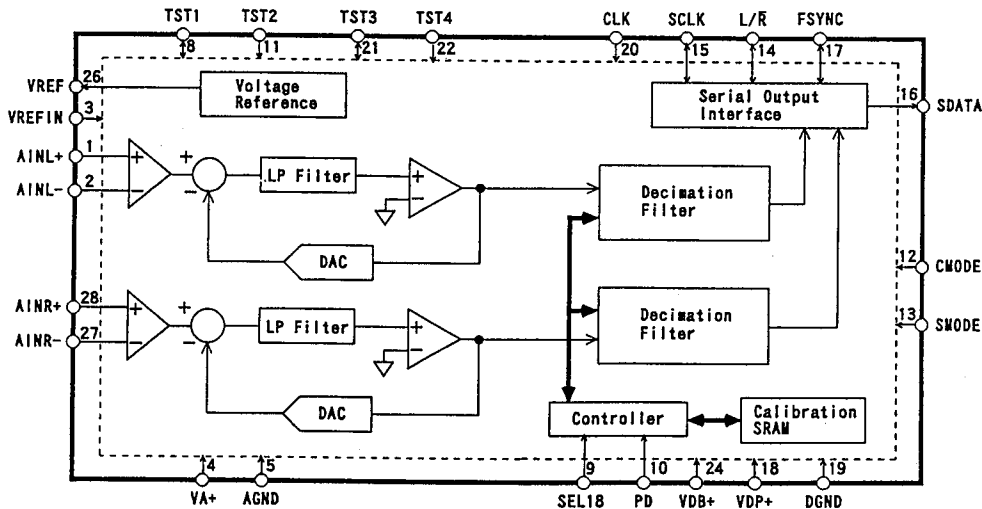 TST1 TST2 TST3 TST4 CLK SCLK L/R̅ FSYNC
8 11 21 22 20 15 14 17
VREF 26
Voltage
Reference
Serial Output
Interface
16 SDATA
VREFIN 3
AINL+ 1
+
+
LP Filter
+
Decimation
Filter
AINL- 2
−
−
−
DAC
12 CMODE
AINR+ 28
+
+
LP Filter
+
Decimation
Filter
13 SMODE
AINR- 27
−
−
−
DAC
Controller
Calibration
SRAM
4 5 9 10 24 18 19
VA+ AGND SEL18 PD VDB+ VDP+ DGND